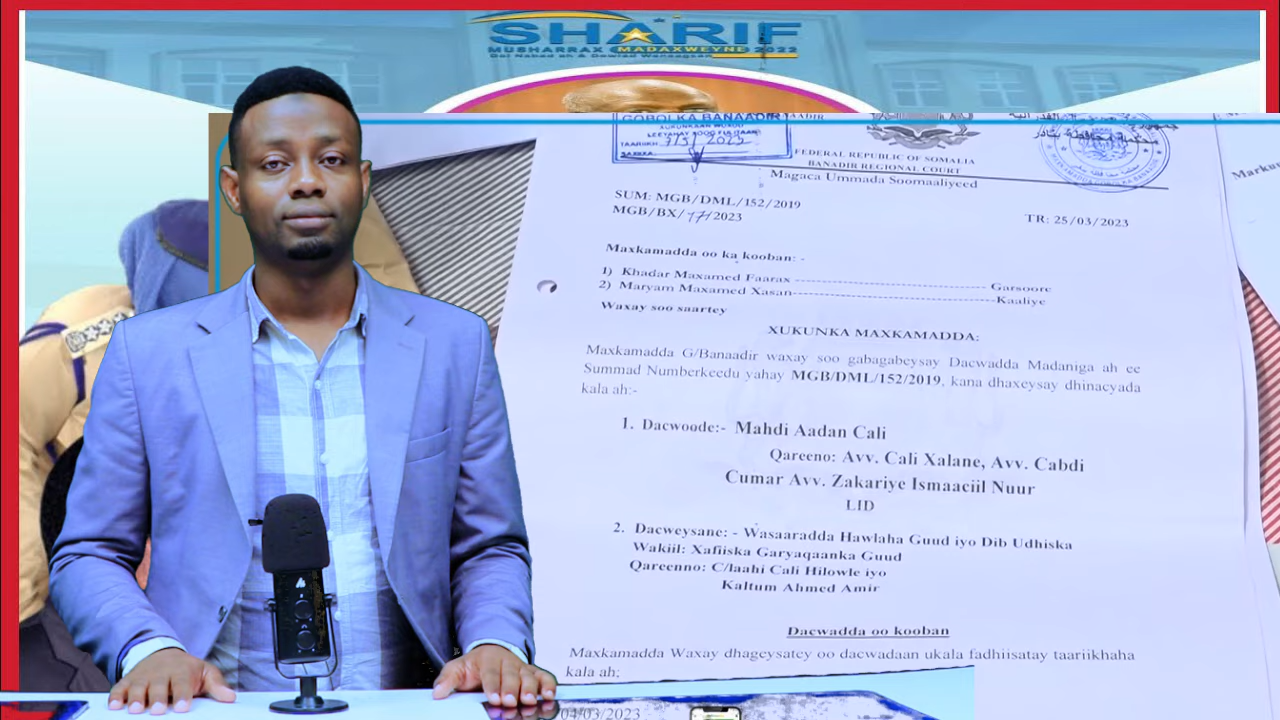 SHARIF
MUSHARRAX MADAXWEYNE 2022
GOBOLKA BANAADIR
TAARIIKH 7/5/2023
FEDERAL REPUBLIC OF SOMALIA
BANADIR REGIONAL COURT
Magaca Ummada Soomaaliyeed
SUM: MGB/DML/152/2019
MGB/BX/171/2023
TR: 25/03/2023
Maxkamadda oo ka kooban: -
1) Khadar Maxamed Faarax ---------- Garsoore
2) Maryam Maxamed Xasan---------- Kaaliye
Waxay soo saartey
XUKUNKA MAXKAMADDA:
Maxkamadda G/Banaadir waxay soo gabagabeysay Dacwadda Madaniga ah ee
Summad Numberkeedu yahay MGB/DML/152/2019, kana dhaxeysay dhinacyada
kala ah:-
1. Dacwoode:- Mahdi Aadan Cali
Qareeno: Avv. Cali Xalane, Avv. Cabdi
Cumar Avv. Zakariye Ismaaciil Nuur
LID
2. Dacweysane: - Wasaaradda Hawlaha Guud iyo Dib Udhiska
Wakiil: Xafiiska Garyaqaanka Guud
Qareenno: C/laahi Cali Hilowle iyo
Kaltum Ahmed Amir
Dacwadda oo kooban
Maxkamadda Waxay dhageysatey oo dacwadaan ukala fadhiisatay taariikhaha
kala ah;
04/03/2023